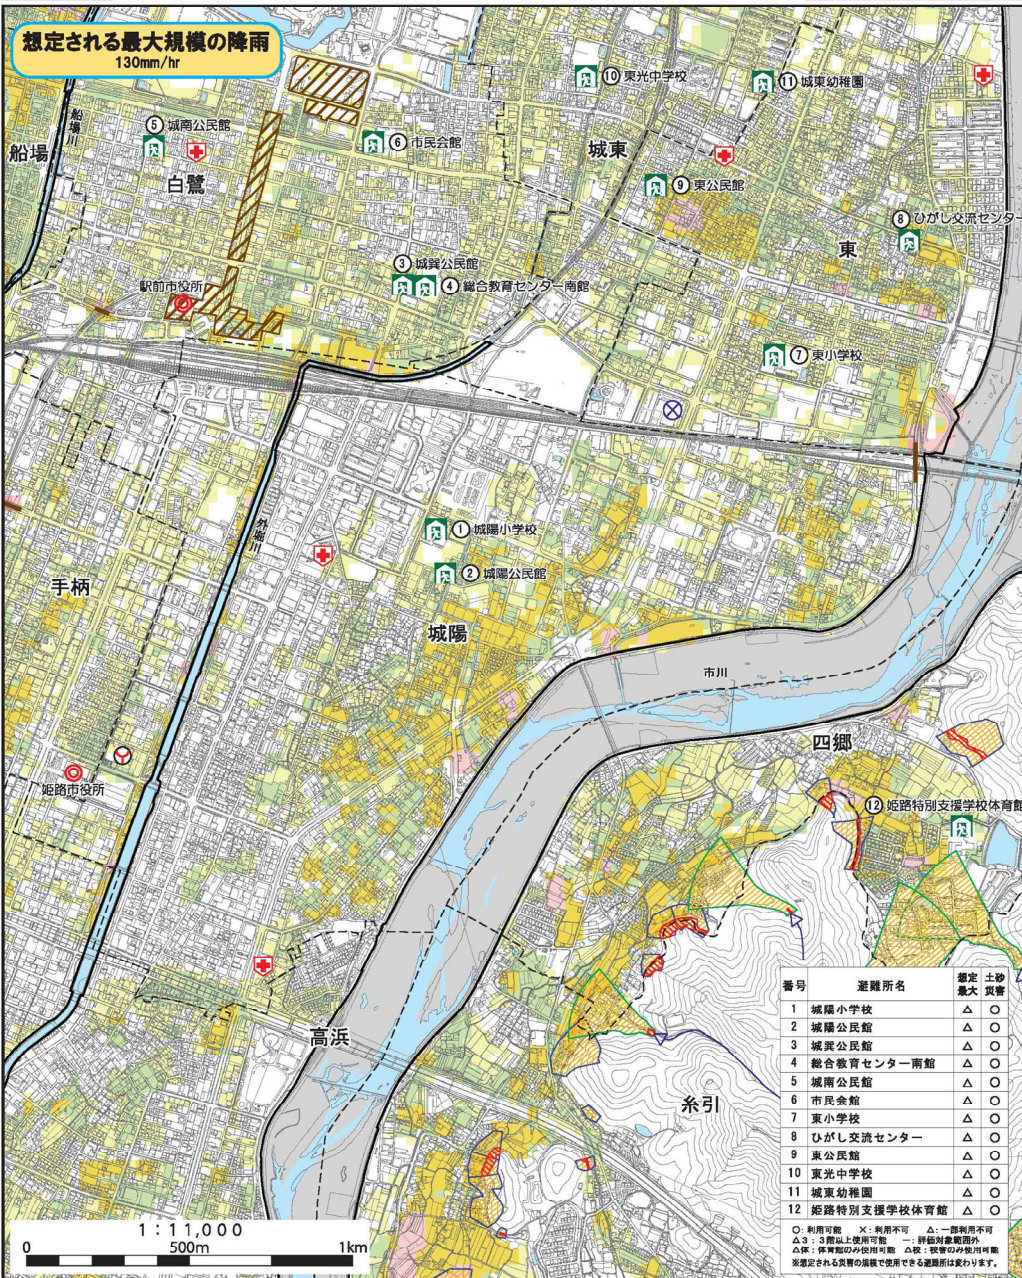 想定される最大規模の降雨
130mm/hr
⑩東光中学校
⑪城東幼稚園
船場川
⑤城南公民館
船場
白鷺
⑥市民会館
城東
⑨東公民館
⑧ひがし交流センター
東
③城巽公民館
④総合教育センター南館
駅前市役所
⑦東小学校
外堀川
①城陽小学校
②城陽公民館
手柄
城陽
市川
四郷
姫路市役所
⑫姫路特別支援学校体育館
高浜
糸引
番号 避難所名 想定最大 土砂災害
1 城陽小学校 △ ○
2 城陽公民館 △ ○
3 城巽公民館 △ ○
4 総合教育センター南館 △ ○
5 城南公民館 △ ○
6 市民会館 △ ○
7 東小学校 △ ○
8 ひがし交流センター △ ○
9 東公民館 △ ○
10 東光中学校 △ ○
11 城東幼稚園 △ ○
12 姫路特別支援学校体育館 △ ○
○:利用可能 ×:利用不可 △:一部利用不可
△3:3階以上使用可能 ー:評価対象範囲外
△体:体育館のみ使用可能 △校:校舎のみ使用可能
※想定される災害の規模で使用できる避難所は変わります。
1:11,000
0 500m 1km